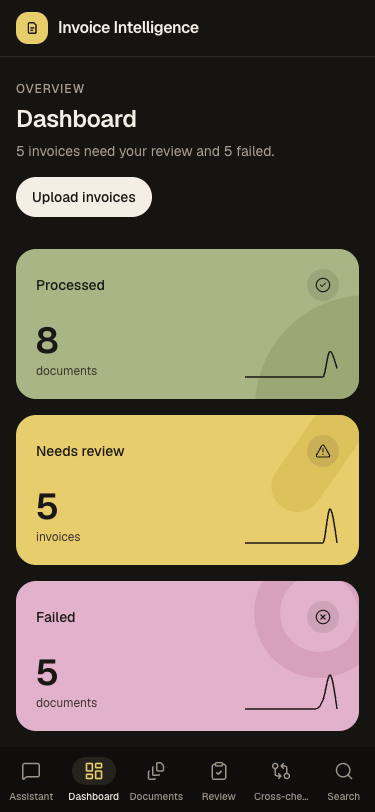 Invoice Intelligence
OVERVIEW
Dashboard
5 invoices need your review and 5 failed.
Upload invoices
Processed
8
documents
Needs review
5
invoices
Failed
5
documents
Assistant
Dashboard
Documents
Review
Cross-che...
Search